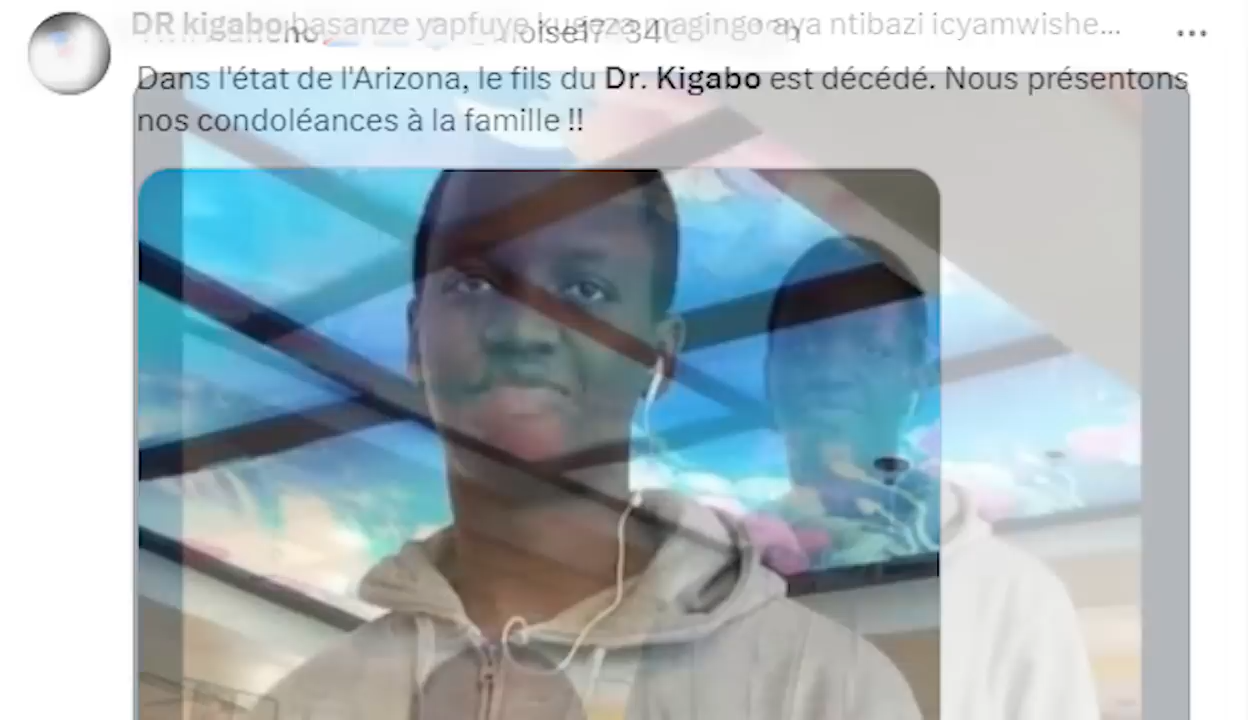 DR kigabo basanze yapfuye kugeza magingo aya ntibazi icyamwishe...
Dans l'état de l'Arizona, le fils du Dr. Kigabo est décédé. Nous présentons
nos condoléances à la famille !!